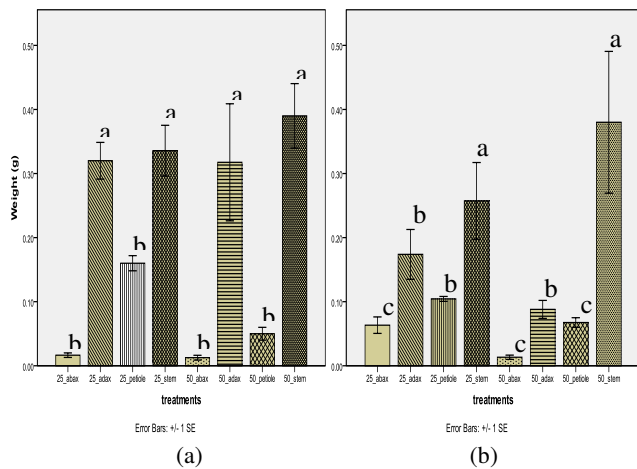 a
a
a
a
b
b
b
b
0.50
0.40
0.30
0.20
0.10
0.00
Weight (g)
25_abax 25_adax 25_petiole 25_stem 50_abax 50_adax 50_petiole 50_stem
treatments
Error Bars: +/- 1 SE
(a)
a
a
b
b
b
c
c
c
0.50
0.40
0.30
0.20
0.10
0.00
25_abax 25_adax 25_petiole 25_stem 50_abax 50_adax 50_petiole 50_stem
treatments
Error Bars: +/- 1 SE
(b)